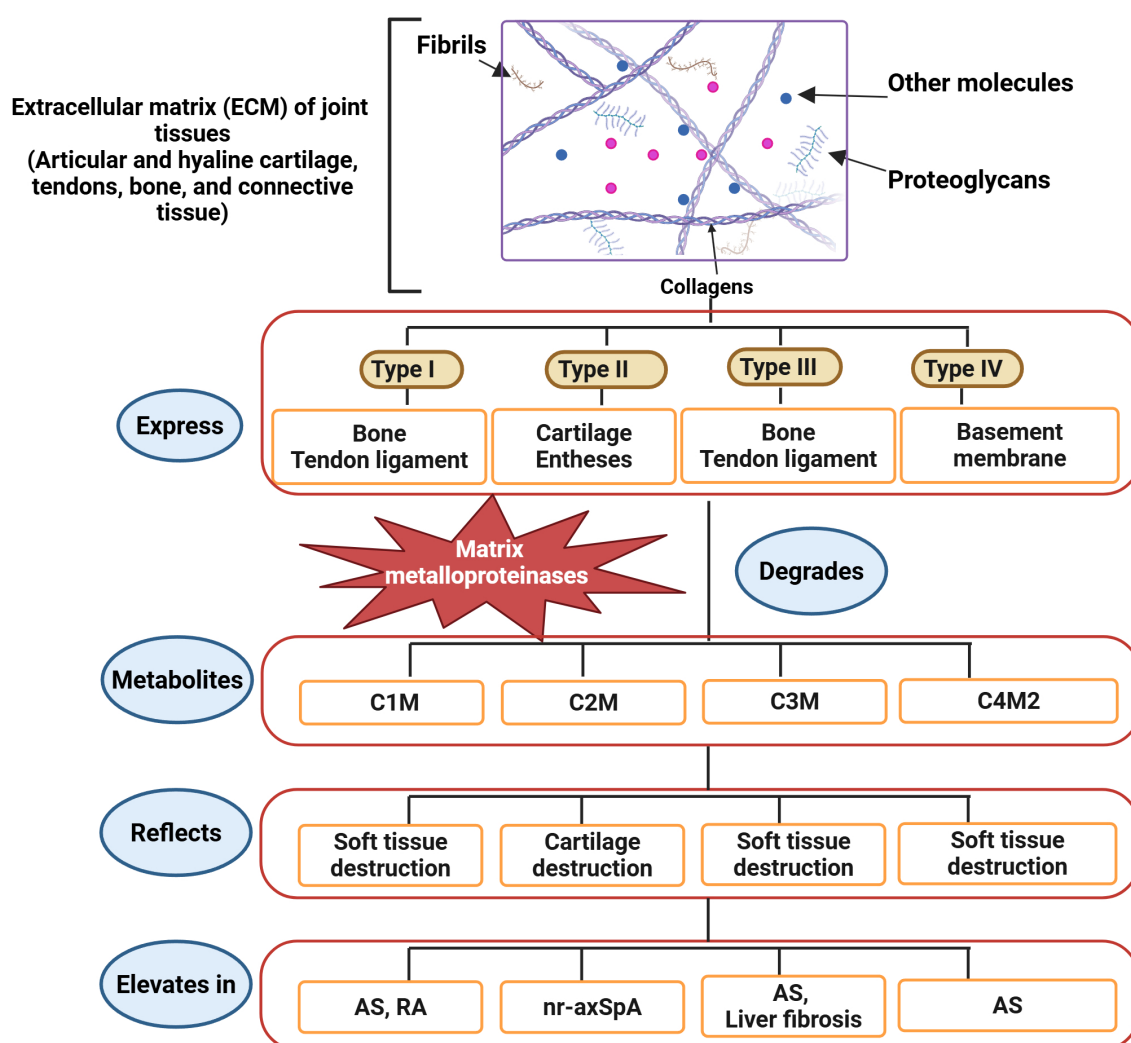 Fibrils
Other molecules
Extracellular matrix (ECM) of joint
tissues
(Articular and hyaline cartilage,
tendons, bone, and connective
tissue)
Proteoglycans
Collagens
Type I
Type II
Type III
Type IV
Express
Bone
Tendon ligament
Cartilage
Entheses
Bone
Tendon ligament
Basement
membrane
Matrix
metalloproteinases
Degrades
Metabolites
C1M
C2M
C3M
C4M2
Reflects
Soft tissue
destruction
Cartilage
destruction
Soft tissue
destruction
Soft tissue
destruction
Elevates in
AS, RA
nr-axSpA
AS,
Liver fibrosis
AS